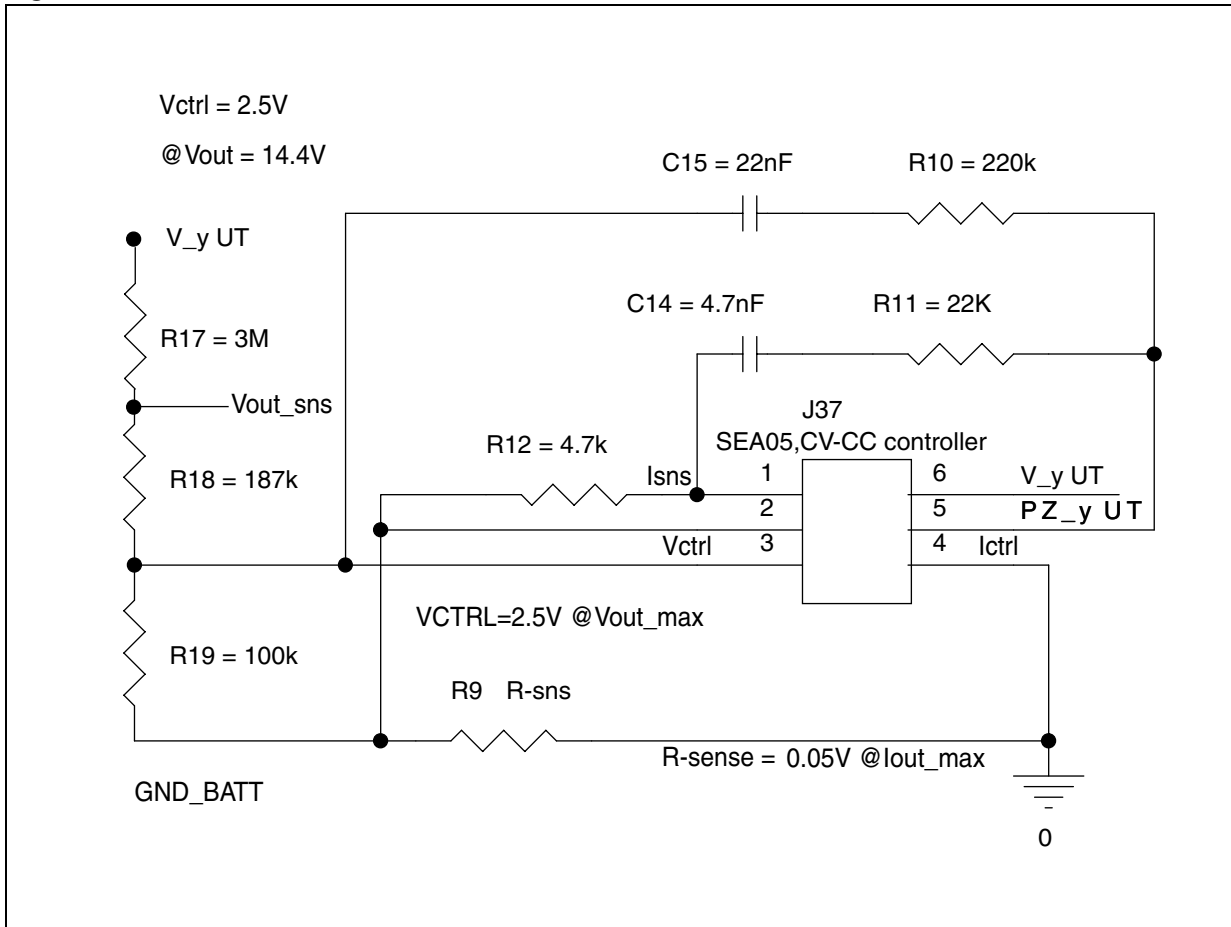 Vctrl = 2.5V
@Vout = 14.4V
C15 = 22nF
R10 = 220k
V_y UT
C14 = 4.7nF
R11 = 22K
R17 = 3M
Vout_sns
J37
SEA05,CV-CC controller
R12 = 4.7k
Isns
1
6
V_y UT
R18 = 187k
2
5
PZ_y UT
Vctrl
3
4
Ictrl
VCTRL=2.5V @Vout_max
R19 = 100k
R9 R-sns
R-sense = 0.05V @Iout_max
GND_BATT
0